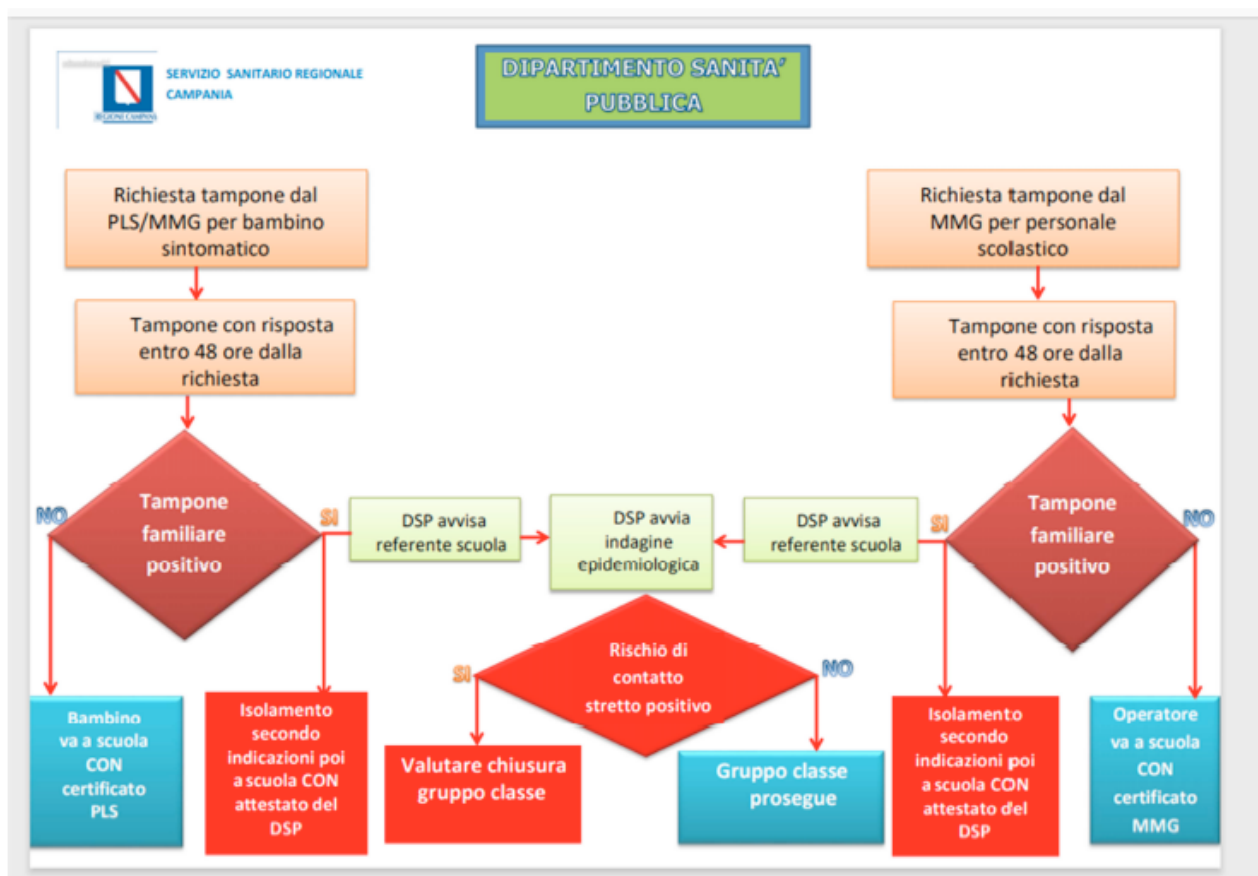 SERVIZIO SANITARIO REGIONALE
CAMPANIA
REGIONE CAMPANIA
DIPARTIMENTO SANITA'
PUBBLICA
Richiesta tampone dal
PLS/MMG per bambino
sintomatico
Richiesta tampone dal
MMG per personale
scolastico
Tampone con risposta
entro 48 ore dalla
richiesta
Tampone con risposta
entro 48 ore dalla
richiesta
NO
Tampone
familiare
positivo
SI
DSP avvisa
referente scuola
DSP avvia
indagine
epidemiologica
DSP avvisa
referente scuola
SI
Tampone
familiare
positivo
NO
SI
Rischio di
contatto
stretto positivo
NO
Bambino
va a scuola
CON
certificato
PLS
Isolamento
secondo
indicazioni poi
a scuola CON
attestato del
DSP
Valutare chiusura
gruppo classe
Gruppo classe
prosegue
Isolamento
secondo
indicazioni poi
a scuola CON
attestato del
DSP
Operatore
va a scuola
CON
certificato
MMG